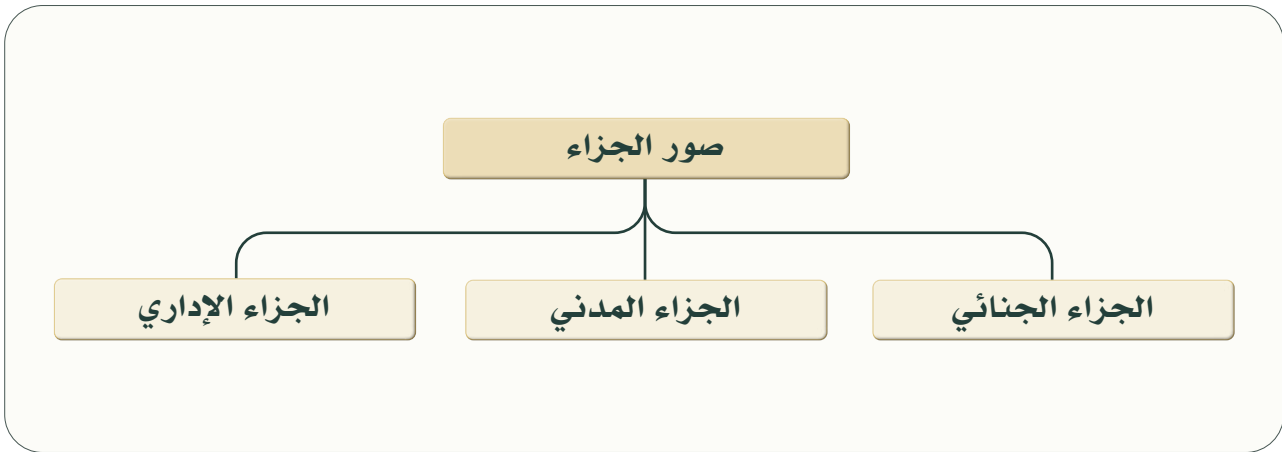 صور الجزاء
الجزاء الجنائي
الجزاء المدني
الجزاء الإداري